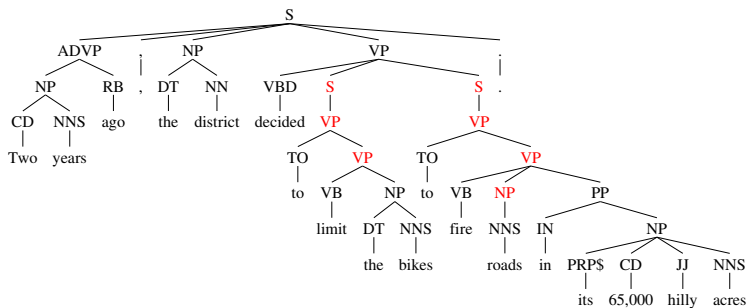 S
ADVP , NP VP .
NP RB , DT NN VBD S S .
CD NNS ago the district decided VP VP
Two years TO VP TO VP
to VB NP to VB NP PP
limit DT NNS fire NNS IN NP
the bikes roads in PRP$ CD JJ NNS
its 65,000 hilly acres